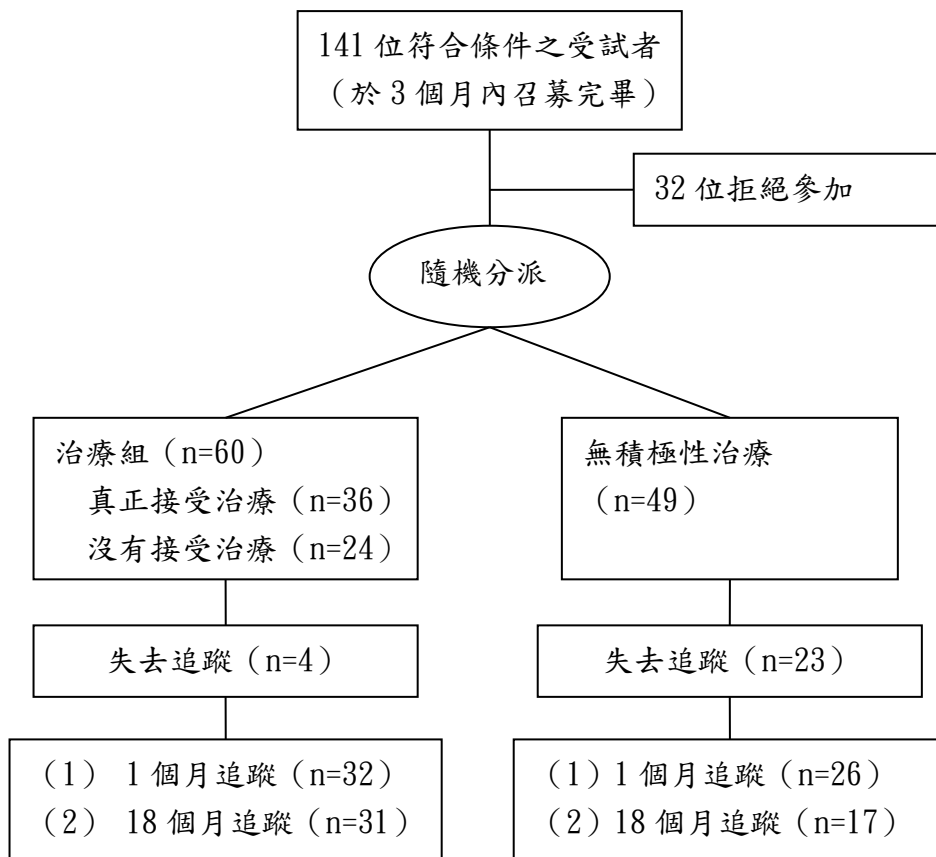 141 位符合條件之受試者
（於 3 個月內召募完畢）
32 位拒絕參加
隨機分派
治療組（n=60）
真正接受治療（n=36）
沒有接受治療（n=24）
無積極性治療
（n=49）
失去追蹤（n=4）
失去追蹤（n=23）
（1） 1 個月追蹤（n=32）
（2） 18 個月追蹤（n=31）
（1）1 個月追蹤（n=26）
（2）18 個月追蹤（n=17）